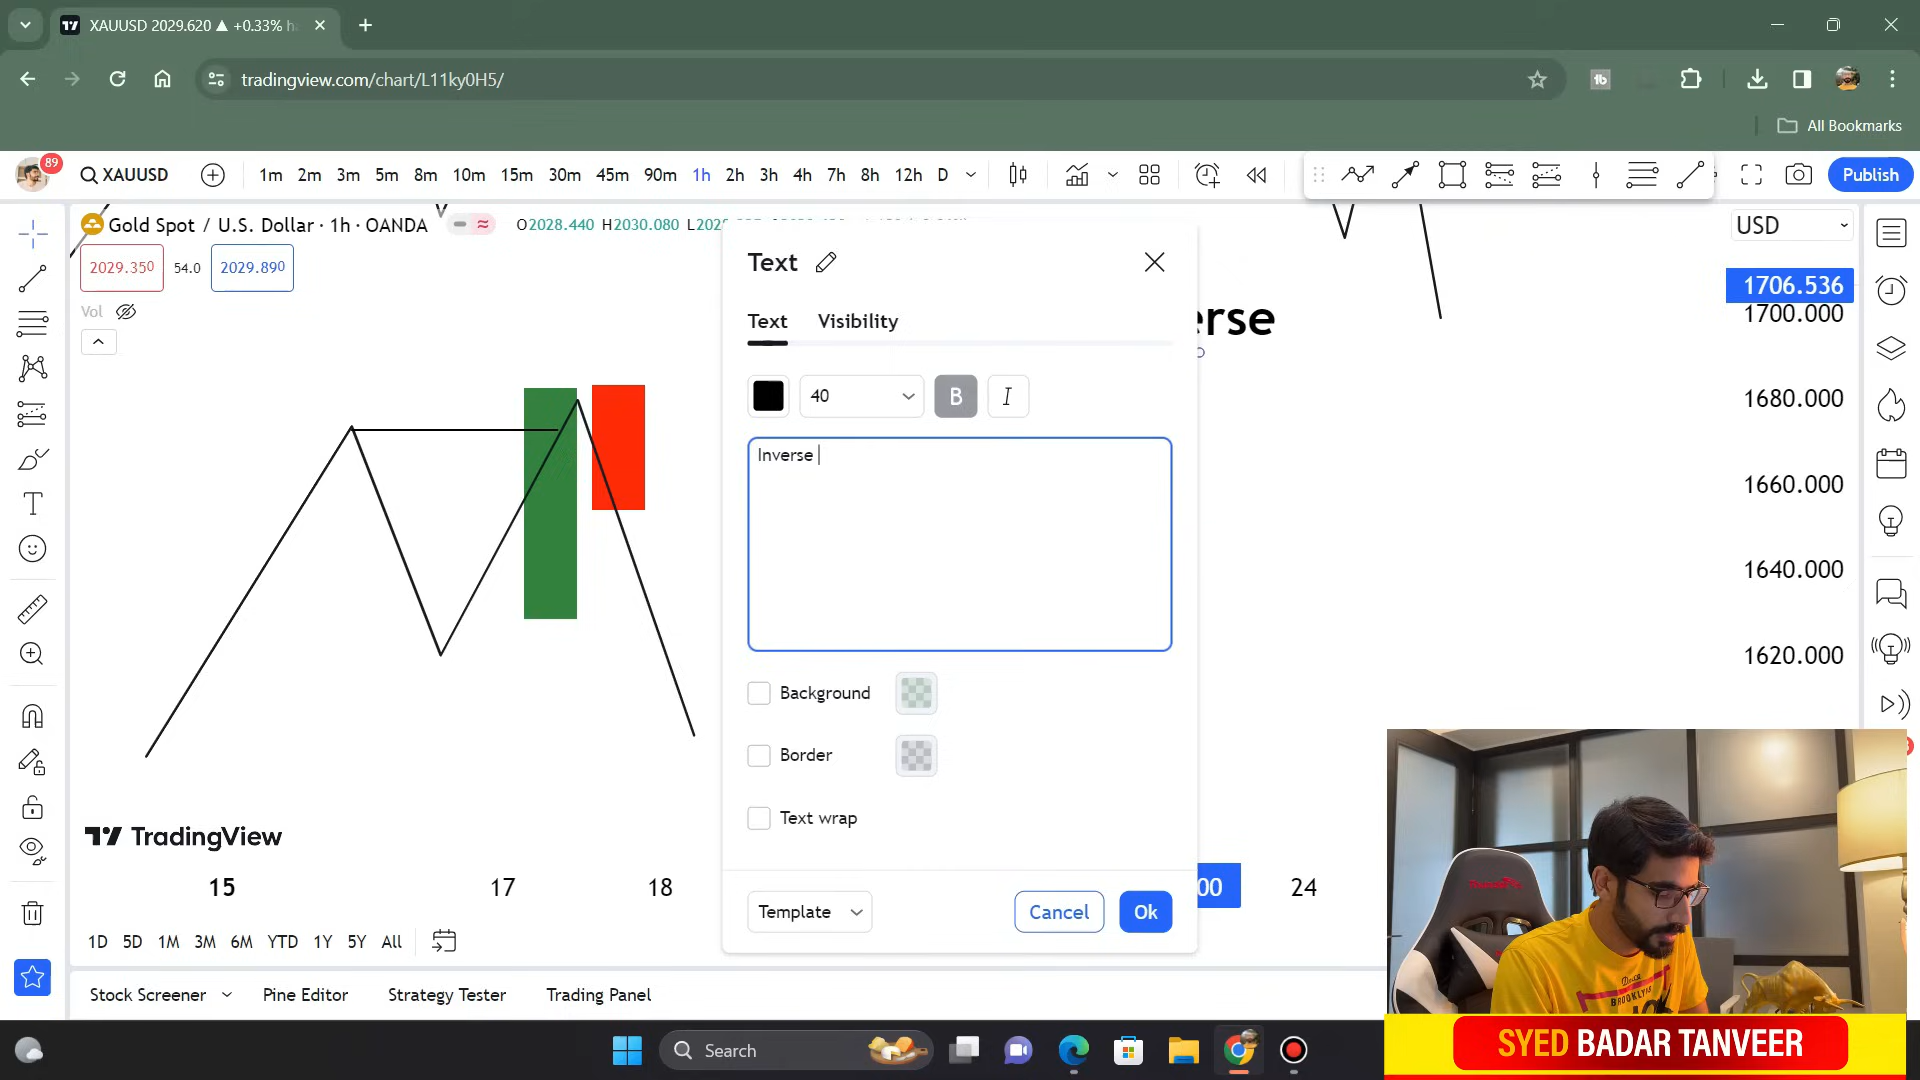 XAUUSD 2029.620 ▲ +0.33%
tradingview.com/chart/L11ky0H5/
All Bookmarks
89
XAUUSD
1m 2m 3m 5m 8m 10m 15m 30m 45m 90m 1h 2h 3h 4h 7h 8h 12h D
Publish
Gold Spot / U.S. Dollar · 1h · OANDA
O2028.440 H2030.080
USD
2029.350
54.0
2029.890
Vol
Text
Text
Visibility
40
B
I
Inverse
Background
Border
Text wrap
Template
Cancel
Ok
1706.536
1700.000
1680.000
1660.000
1640.000
1620.000
TradingView
15
17
18
24
1D 5D 1M 3M 6M YTD 1Y 5Y All
Stock Screener
Pine Editor
Strategy Tester
Trading Panel
Search
SYED BADAR TANVEER